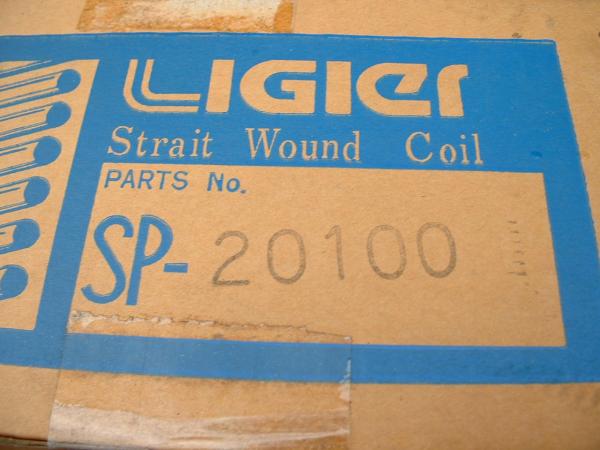 LIGIER
Strait Wound Coil
PARTS No.
SP-20100